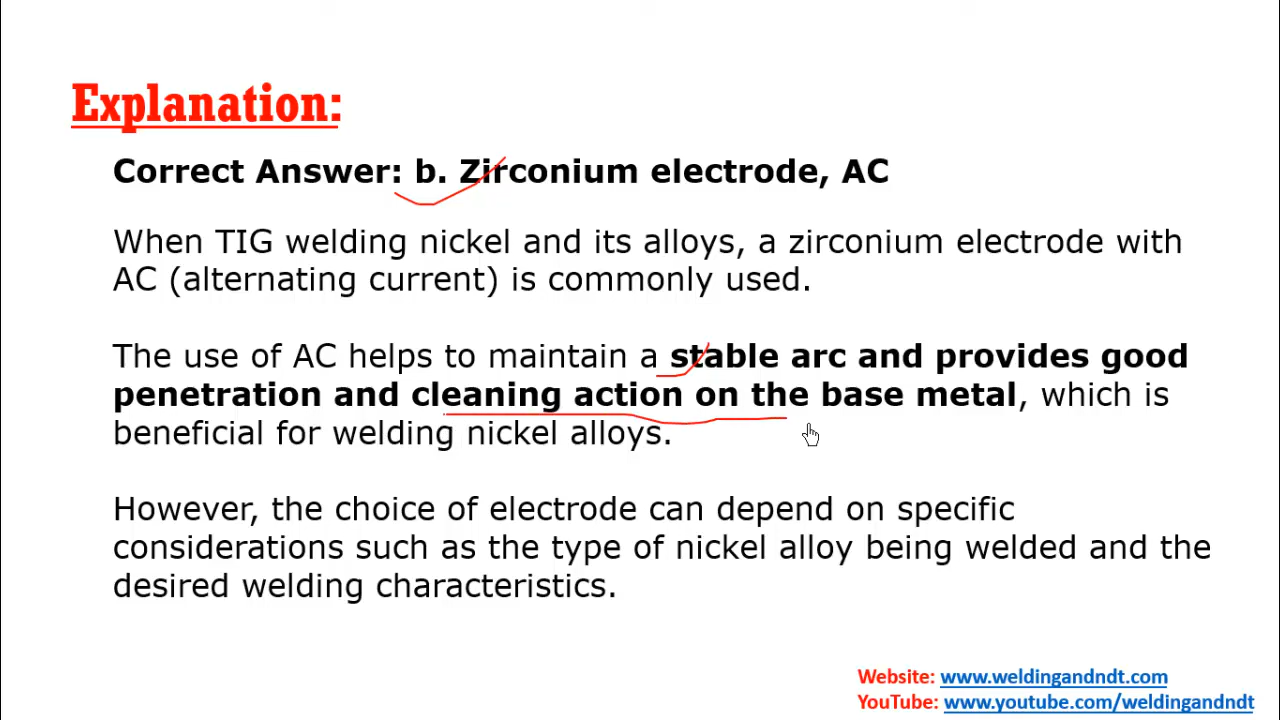 Explanation:
Correct Answer: b. Zirconium electrode, AC
When TIG welding nickel and its alloys, a zirconium electrode with
AC (alternating current) is commonly used.
The use of AC helps to maintain a stable arc and provides good
penetration and cleaning action on the base metal, which is
beneficial for welding nickel alloys.
However, the choice of electrode can depend on specific
considerations such as the type of nickel alloy being welded and the
desired welding characteristics.
Website: www.weldingandndt.com
YouTube: www.youtube.com/weldingandndt